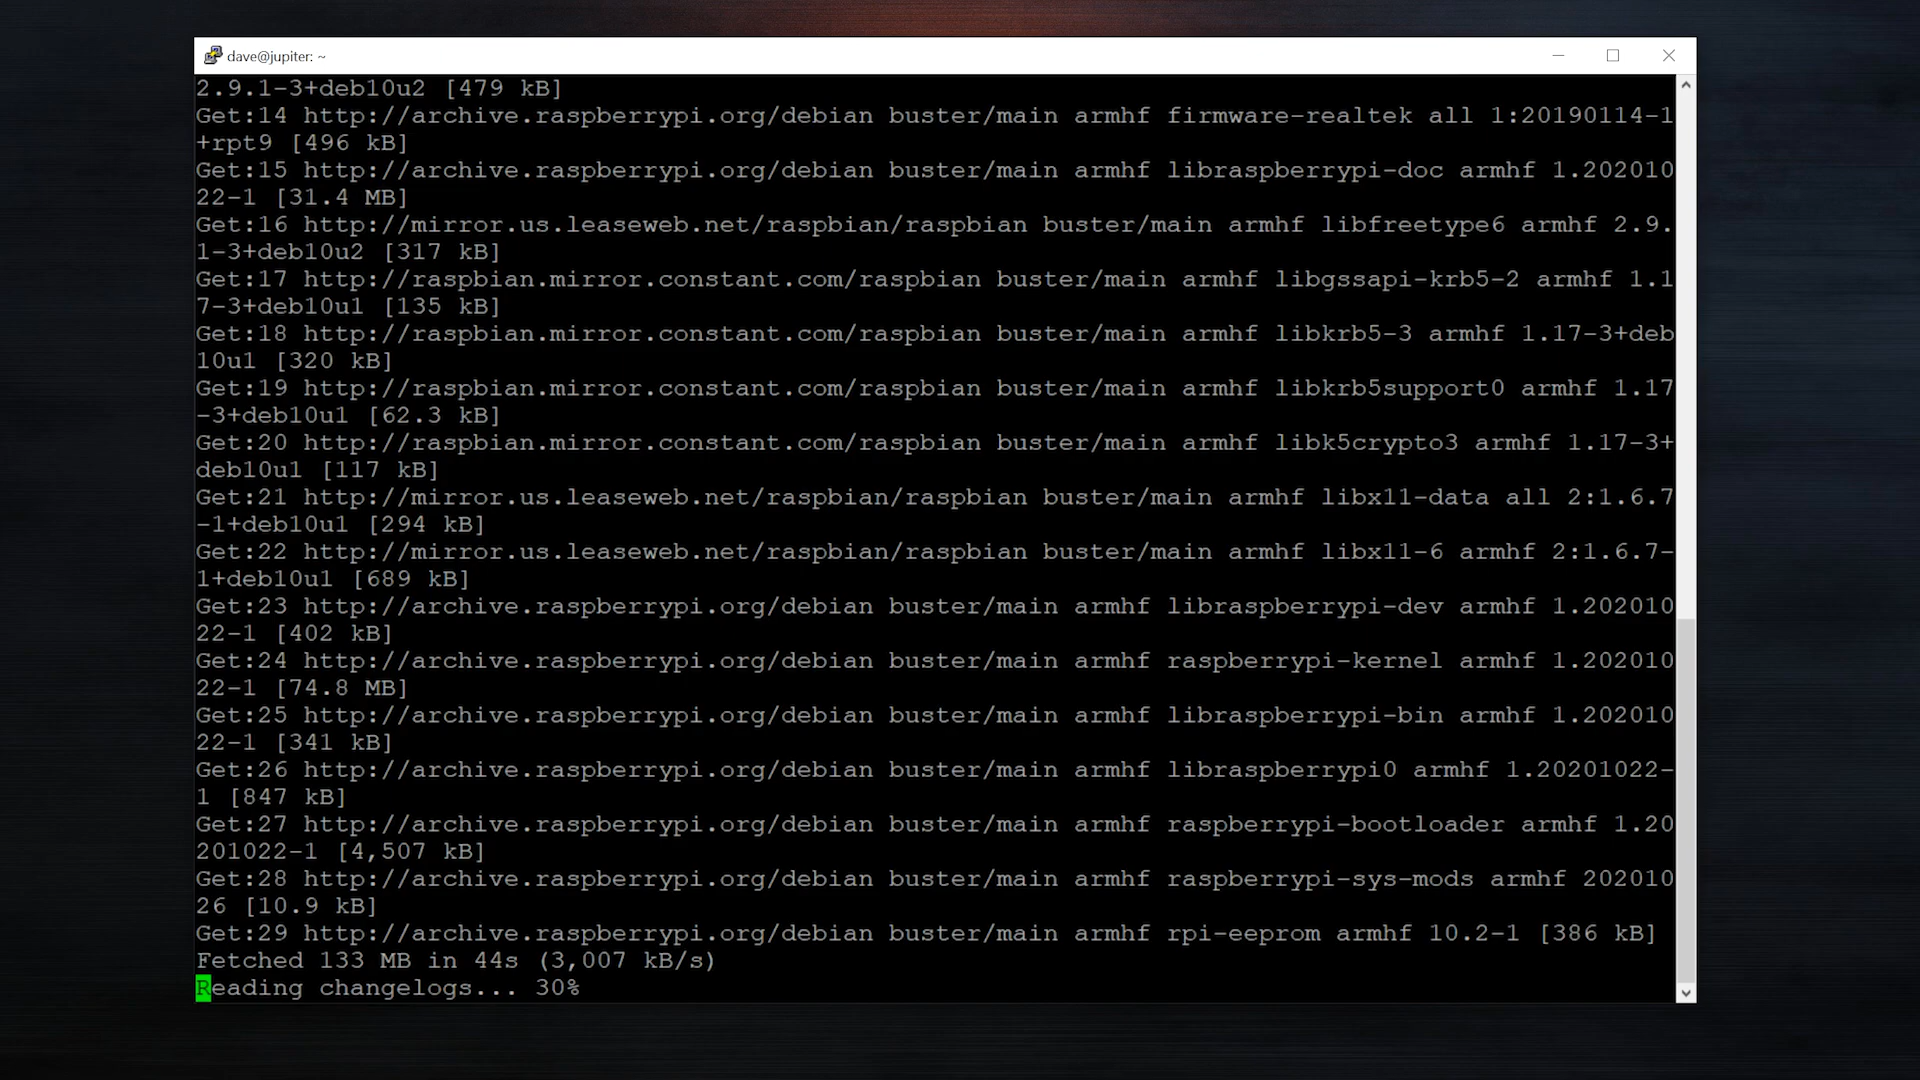 dave@jupiter: ~
2.9.1-3+deb10u2 [479 kB]
Get:14 http://archive.raspberrypi.org/debian buster/main armhf firmware-realtek all 1:20190114-1
+rpt9 [496 kB]
Get:15 http://archive.raspberrypi.org/debian buster/main armhf libraspberrypi-doc armhf 1.202010
22-1 [31.4 MB]
Get:16 http://mirror.us.leaseweb.net/raspbian/raspbian buster/main armhf libfreetype6 armhf 2.9.
1-3+deb10u2 [317 kB]
Get:17 http://raspbian.mirror.constant.com/raspbian buster/main armhf libgssapi-krb5-2 armhf 1.1
7-3+deb10u1 [135 kB]
Get:18 http://raspbian.mirror.constant.com/raspbian buster/main armhf libkrb5-3 armhf 1.17-3+deb
10u1 [320 kB]
Get:19 http://raspbian.mirror.constant.com/raspbian buster/main armhf libkrb5support0 armhf 1.17
-3+deb10u1 [62.3 kB]
Get:20 http://raspbian.mirror.constant.com/raspbian buster/main armhf libk5crypto3 armhf 1.17-3+
deb10u1 [117 kB]
Get:21 http://mirror.us.leaseweb.net/raspbian/raspbian buster/main armhf libx11-data all 2:1.6.7
-1+deb10u1 [294 kB]
Get:22 http://mirror.us.leaseweb.net/raspbian/raspbian buster/main armhf libx11-6 armhf 2:1.6.7-
1+deb10u1 [689 kB]
Get:23 http://archive.raspberrypi.org/debian buster/main armhf libraspberrypi-dev armhf 1.202010
22-1 [402 kB]
Get:24 http://archive.raspberrypi.org/debian buster/main armhf raspberrypi-kernel armhf 1.202010
22-1 [74.8 MB]
Get:25 http://archive.raspberrypi.org/debian buster/main armhf libraspberrypi-bin armhf 1.202010
22-1 [341 kB]
Get:26 http://archive.raspberrypi.org/debian buster/main armhf libraspberrypi0 armhf 1.20201022-
1 [847 kB]
Get:27 http://archive.raspberrypi.org/debian buster/main armhf raspberrypi-bootloader armhf 1.20
201022-1 [4,507 kB]
Get:28 http://archive.raspberrypi.org/debian buster/main armhf raspberrypi-sys-mods armhf 202010
26 [10.9 kB]
Get:29 http://archive.raspberrypi.org/debian buster/main armhf rpi-eeprom armhf 10.2-1 [386 kB]
Fetched 133 MB in 44s (3,007 kB/s)
Reading changelogs... 30%